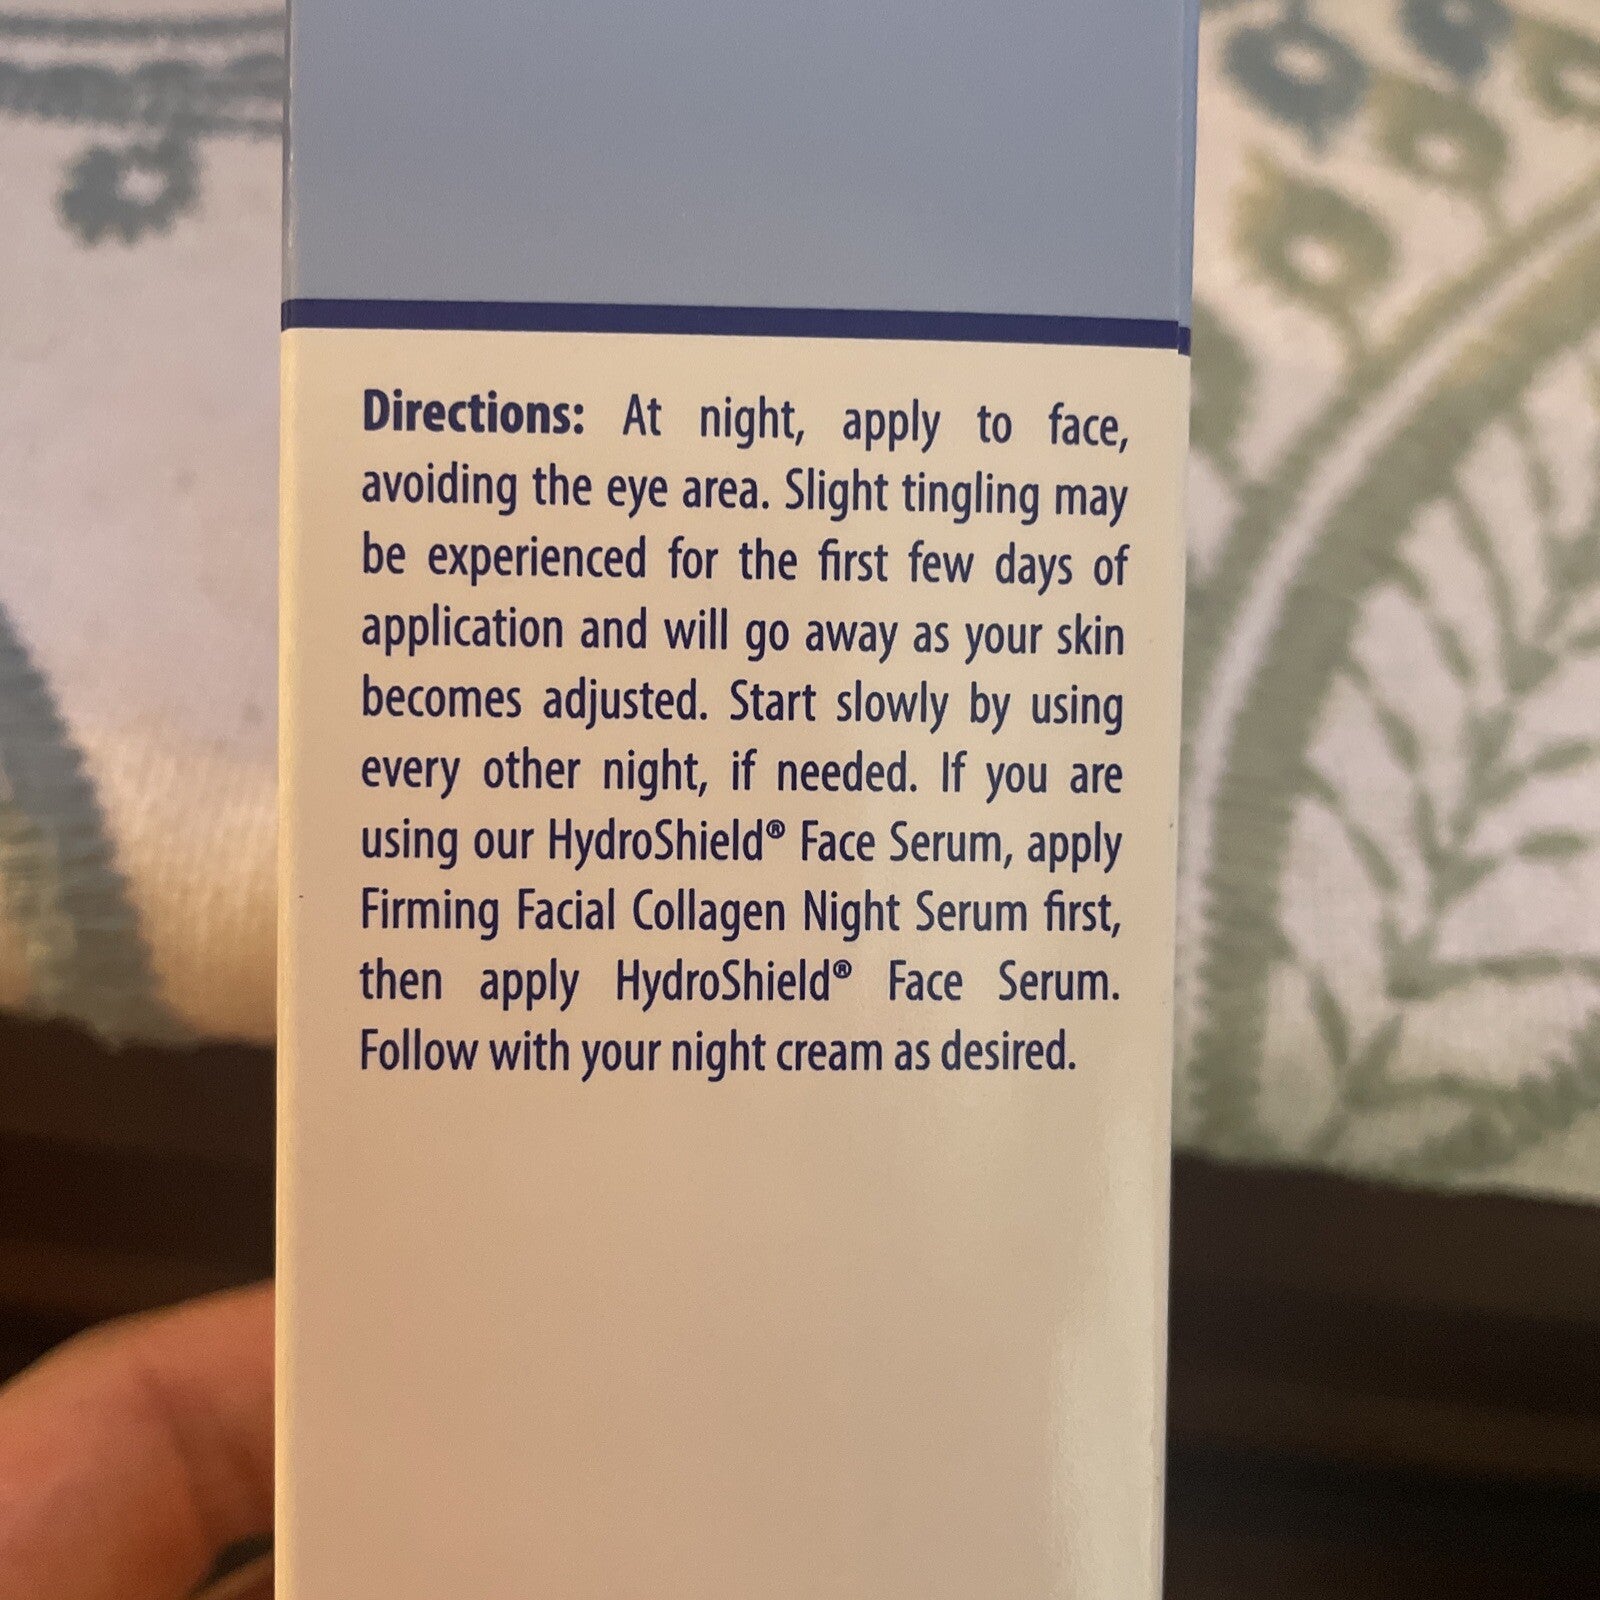 Directions: At night, apply to face,
avoiding the eye area. Slight tingling may
be experienced for the first few days of
application and will go away as your skin
becomes adjusted. Start slowly by using
every other night, if needed. If you are
using our HydroShield® Face Serum, apply
Firming Facial Collagen Night Serum first,
then apply HydroShield® Face Serum.
Follow with your night cream as desired.